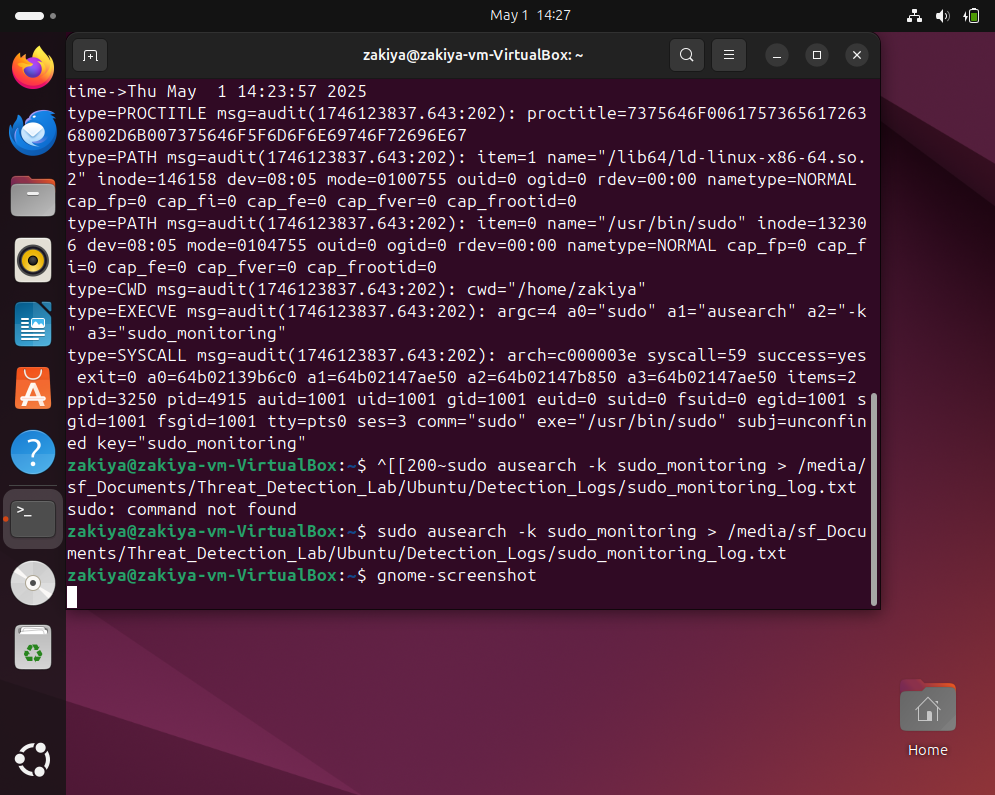 May 1 14:27
zakiya@zakiya-vm-VirtualBox: ~
time->Thu May  1 14:23:57 2025
type=PROCTITLE msg=audit(1746123837.643:202): proctitle=7375646F0061757365617263
68002D6B007375646F5F6D6F6E69746F72696E67
type=PATH msg=audit(1746123837.643:202): item=1 name="/lib64/ld-linux-x86-64.so.
2" inode=146158 dev=08:05 mode=0100755 ouid=0 ogid=0 rdev=00:00 nametype=NORMAL
cap_fp=0 cap_fi=0 cap_fe=0 cap_fver=0 cap_frootid=0
type=PATH msg=audit(1746123837.643:202): item=0 name="/usr/bin/sudo" inode=13230
6 dev=08:05 mode=0104755 ouid=0 ogid=0 rdev=00:00 nametype=NORMAL cap_fp=0 cap_f
i=0 cap_fe=0 cap_fver=0 cap_frootid=0
type=CWD msg=audit(1746123837.643:202): cwd="/home/zakiya"
type=EXECVE msg=audit(1746123837.643:202): argc=4 a0="sudo" a1="ausearch" a2="-k
" a3="sudo_monitoring"
type=SYSCALL msg=audit(1746123837.643:202): arch=c000003e syscall=59 success=yes
 exit=0 a0=64b02139b6c0 a1=64b02147ae50 a2=64b02147b850 a3=64b02147ae50 items=2
ppid=3250 pid=4915 auid=1001 uid=1001 gid=1001 euid=0 suid=0 fsuid=0 egid=1001 s
gid=1001 fsgid=1001 tty=pts0 ses=3 comm="sudo" exe="/usr/bin/sudo" subj=unconfin
ed key="sudo_monitoring"
zakiya@zakiya-vm-VirtualBox:~$ ^[[200~sudo ausearch -k sudo_monitoring > /media/
sf_Documents/Threat_Detection_Lab/Ubuntu/Detection_Logs/sudo_monitoring_log.txt
sudo: command not found
zakiya@zakiya-vm-VirtualBox:~$ sudo ausearch -k sudo_monitoring > /media/sf_Docu
ments/Threat_Detection_Lab/Ubuntu/Detection_Logs/sudo_monitoring_log.txt
zakiya@zakiya-vm-VirtualBox:~$ gnome-screenshot
Home